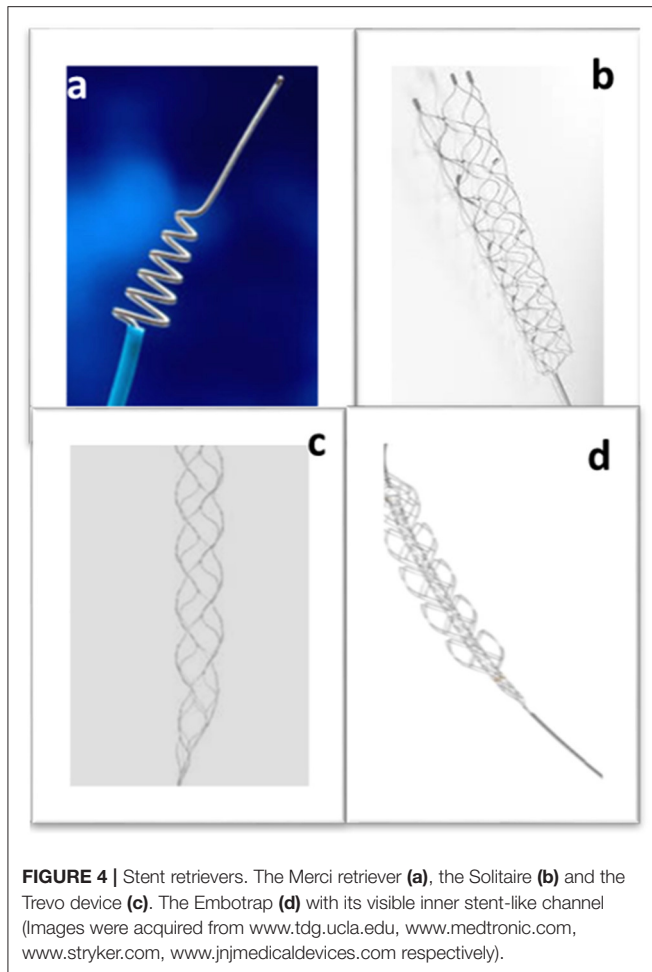 a
b
c
d
FIGURE 4 | Stent retrievers. The Merci retriever (a), the Solitaire (b) and the
Trevo device (c). The Embotrap (d) with its visible inner stent-like channel
(Images were acquired from www.tdg.ucla.edu, www.medtronic.com,
www.stryker.com, www.jnjmedicaldevices.com respectively).